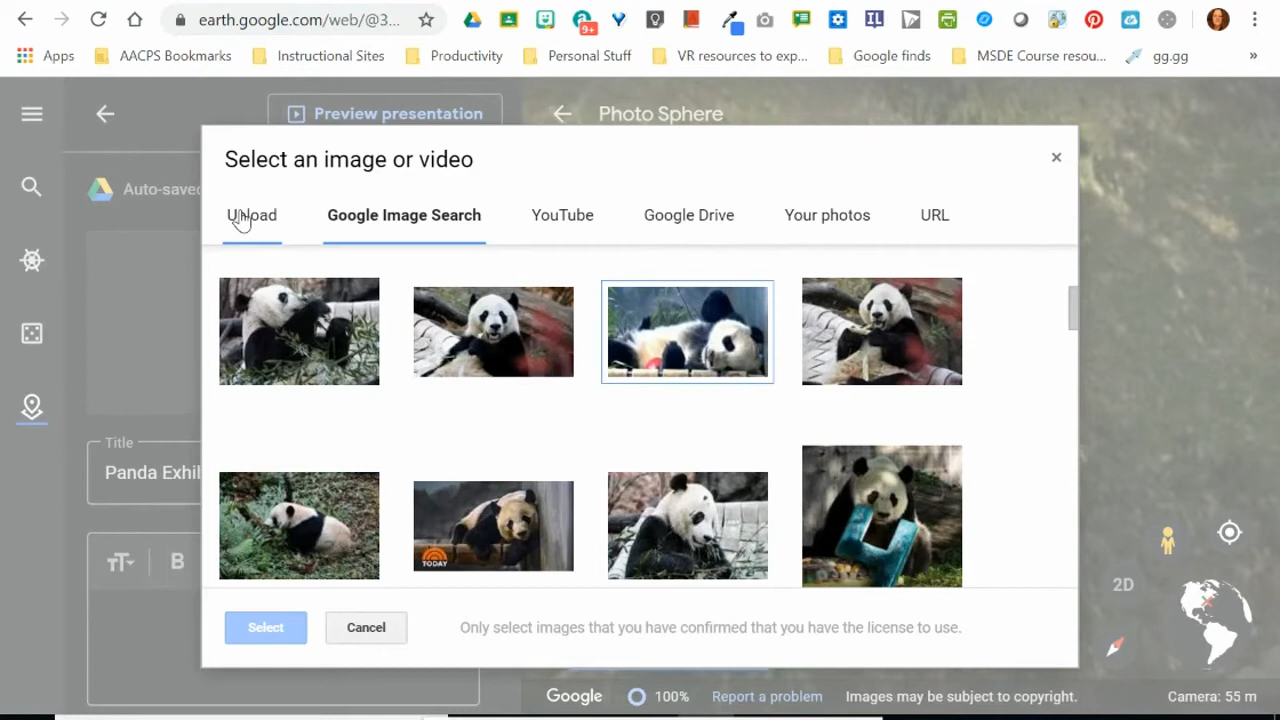 earth.google.com/web/@3...
9+
Apps
AACPS Bookmarks
Instructional Sites
Productivity
Personal Stuff
VR resources to exp...
Google finds
MSDE Course resou...
gg.gg
»
Preview presentation
Photo Sphere
Select an image or video
×
Auto-saved
Upload
Google Image Search
YouTube
Google Drive
Your photos
URL
Title
Panda Exhi
TODAY
B
2D
Select
Cancel
Only select images that you have confirmed that you have the license to use.
Google
100%
Report a problem
Images may be subject to copyright.
Camera: 55 m